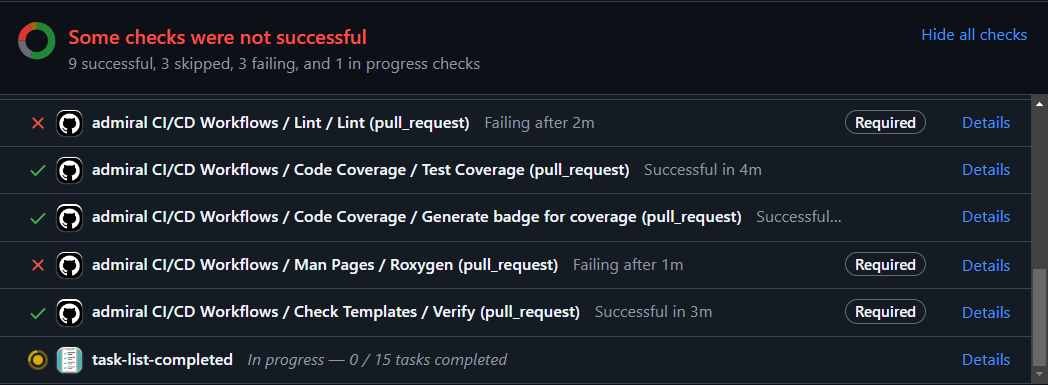 Some checks were not successful
Hide all checks
9 successful, 3 skipped, 3 failing, and 1 in progress checks
admiral CI/CD Workflows / Lint / Lint (pull_request) Failing after 2m Required Details
admiral CI/CD Workflows / Code Coverage / Test Coverage (pull_request) Successful in 4m Details
admiral CI/CD Workflows / Code Coverage / Generate badge for coverage (pull_request) Successful... Details
admiral CI/CD Workflows / Man Pages / Roxygen (pull_request) Failing after 1m Required Details
admiral CI/CD Workflows / Check Templates / Verify (pull_request) Successful in 3m Required Details
task-list-completed In progress — 0 / 15 tasks completed Details